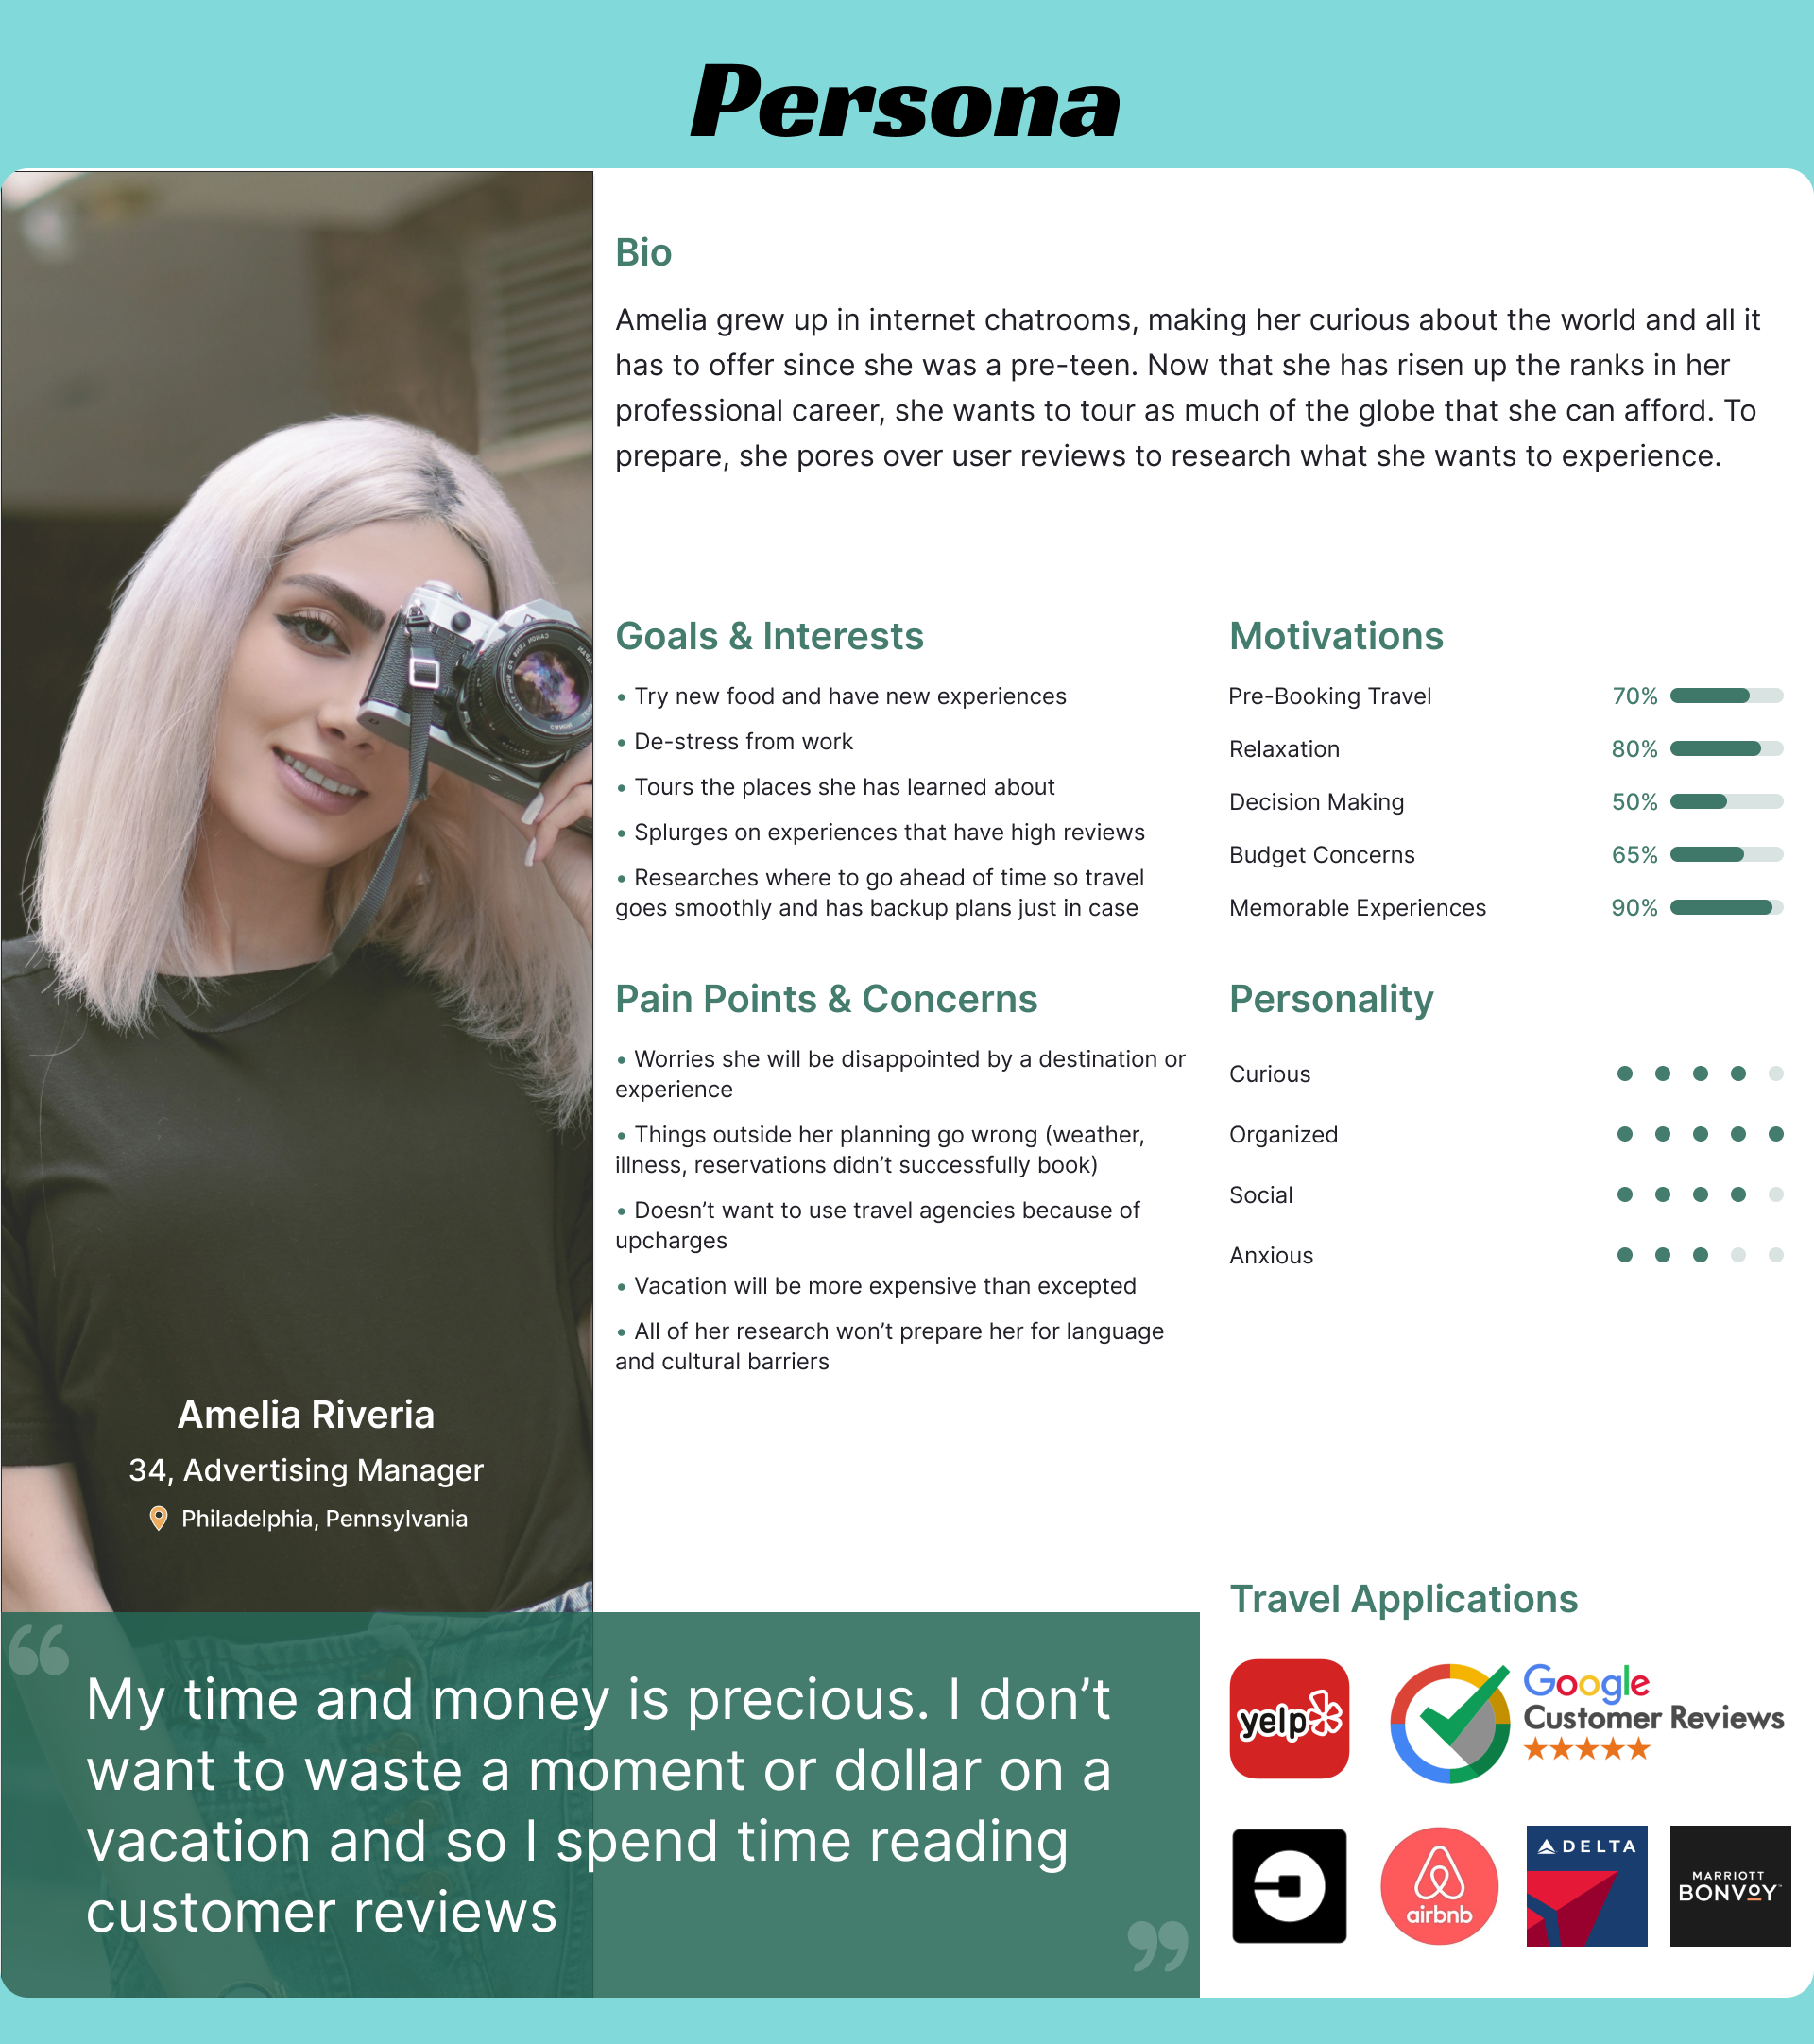 Persona
Bio
Amelia grew up in internet chatrooms, making her curious about the world and all it
has to offer since she was a pre-teen. Now that she has risen up the ranks in her
professional career, she wants to tour as much of the globe that she can afford. To
prepare, she pores over user reviews to research what she wants to experience.
Goals & Interests
• Try new food and have new experiences
• De-stress from work
• Tours the places she has learned about
• Splurges on experiences that have high reviews
• Researches where to go ahead of time so travel
goes smoothly and has backup plans just in case
Motivations
Pre-Booking Travel 70%
Relaxation 80%
Decision Making 50%
Budget Concerns 65%
Memorable Experiences 90%
Pain Points & Concerns
• Worries she will be disappointed by a destination or
experience
• Things outside her planning go wrong (weather,
illness, reservations didn’t successfully book)
• Doesn’t want to use travel agencies because of
upcharges
• Vacation will be more expensive than excepted
• All of her research won’t prepare her for language
and cultural barriers
Personality
Curious
Organized
Social
Anxious
Amelia Riveria
34, Advertising Manager
Philadelphia, Pennsylvania
“
My time and money is precious. I don’t
want to waste a moment or dollar on a
vacation and so I spend time reading
customer reviews
”
Travel Applications
yelp
Google
Customer Reviews
airbnb
DELTA
MARRIOTT
BONVOY